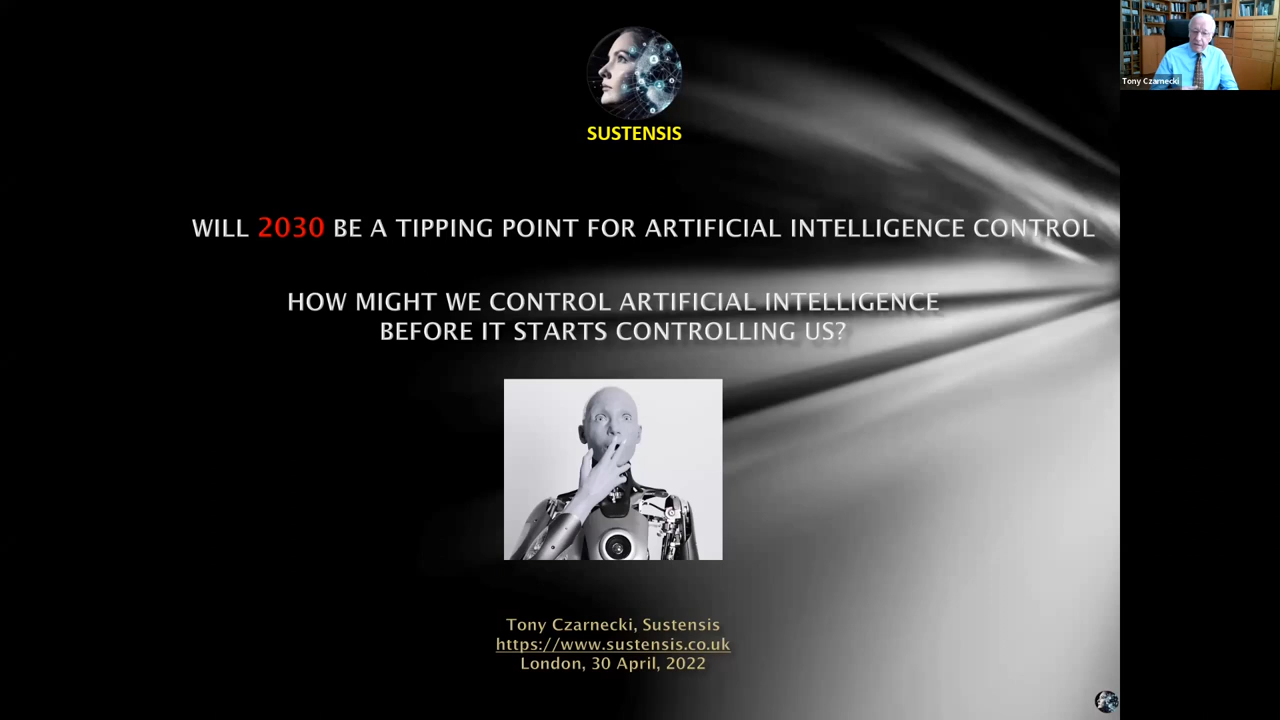 SUSTENSIS
Tony Czarnecki
WILL 2030 BE A TIPPING POINT FOR ARTIFICIAL INTELLIGENCE CONTROL
HOW MIGHT WE CONTROL ARTIFICIAL INTELLIGENCE
BEFORE IT STARTS CONTROLLING US?
Tony Czarnecki, Sustensis
https://www.sustensis.co.uk
London, 30 April, 2022